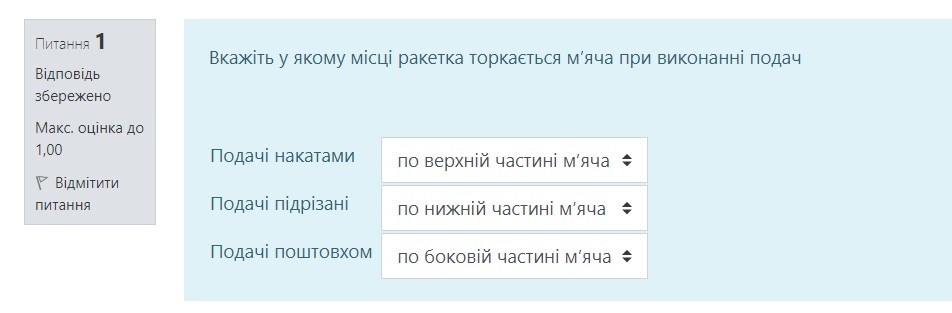 Питання 1
Відповідь
збережено
Макс. оцінка до
1,00
Відмітити
питання
Вкажіть у якому місці ракетка торкається м’яча при виконанні подач
Подачі накатами по верхній частині м’яча
Подачі підрізані по нижній частині м’яча
Подачі поштовхом по боковій частині м’яча